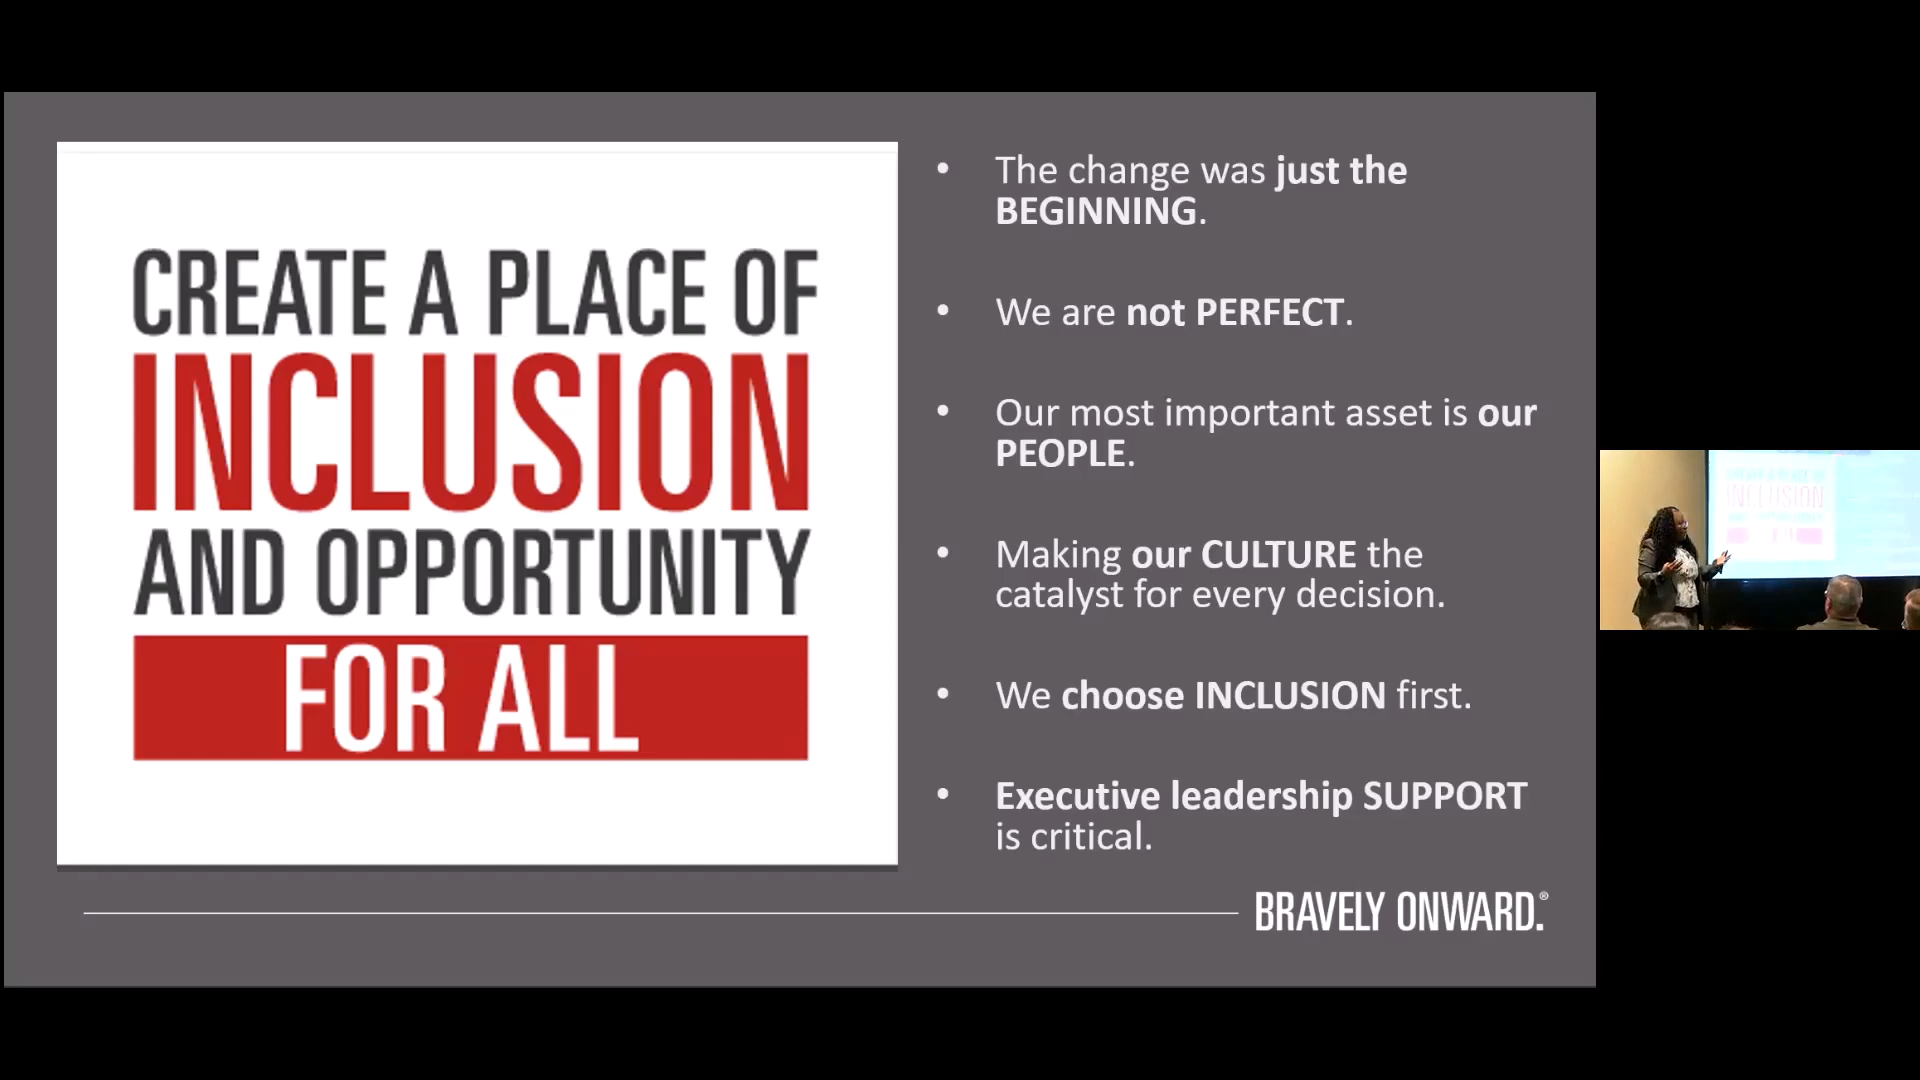 CREATE A PLACE OF
INCLUSION
AND OPPORTUNITY
FOR ALL
• The change was just the
BEGINNING.
• We are not PERFECT.
• Our most important asset is our
PEOPLE.
• Making our CULTURE the
catalyst for every decision.
• We choose INCLUSION first.
• Executive leadership SUPPORT
is critical.
BRAVELY ONWARD.®
INCLUSION